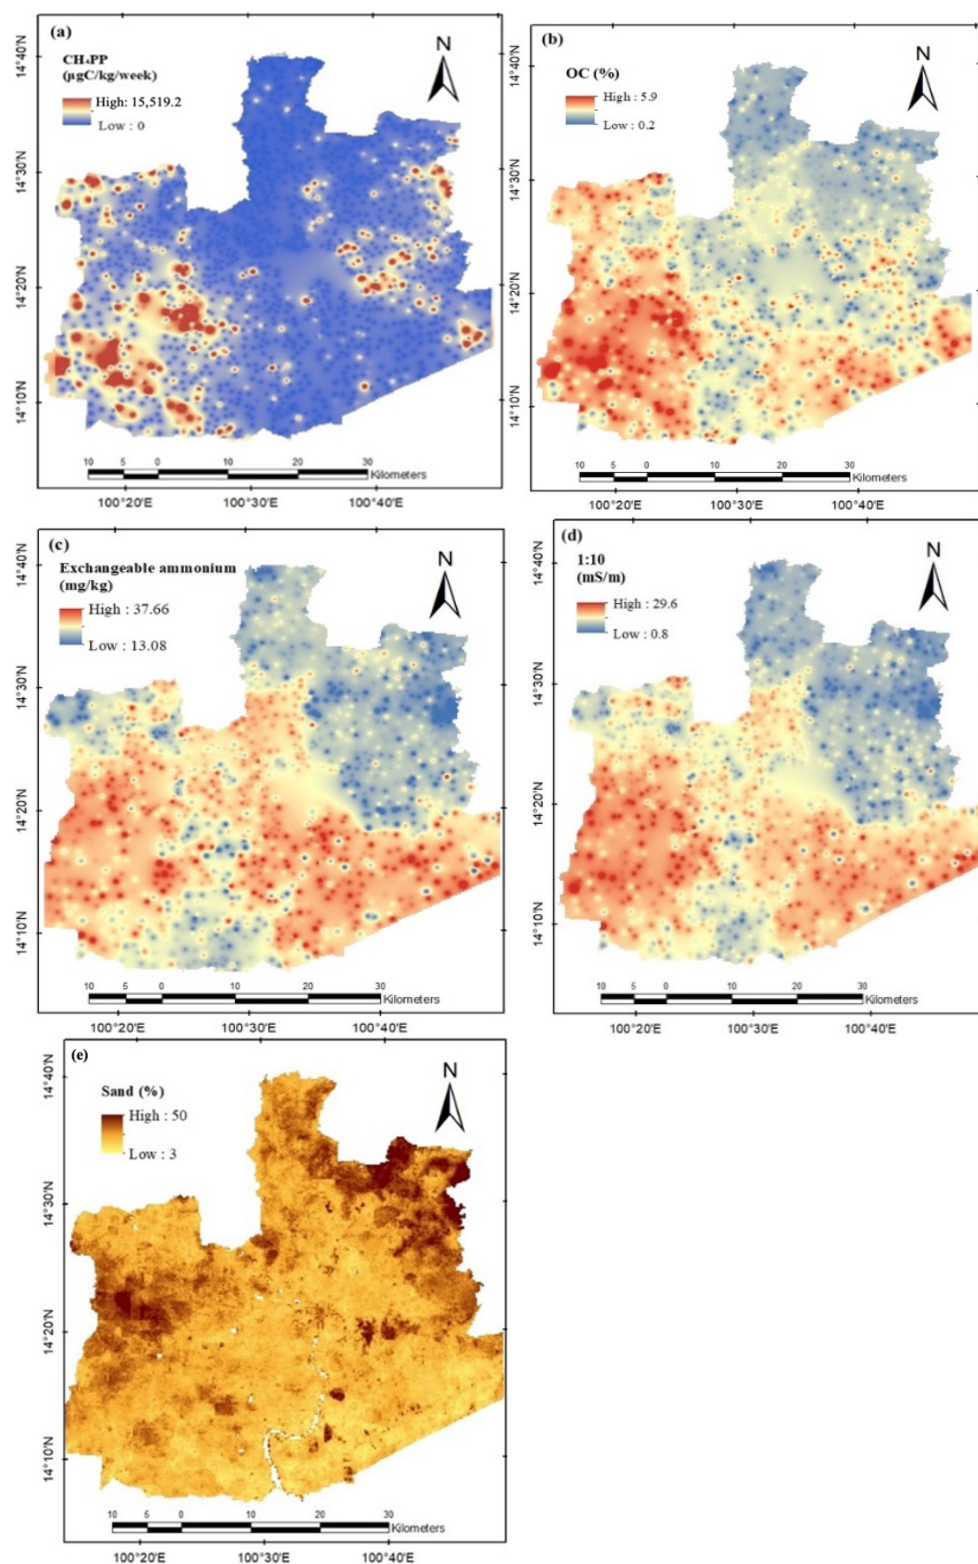 (a)
N
CH₄PP
(µgC/kg/week)
High: 15,519.2
Low : 0
14°40'N
14°30'N
14°20'N
14°10'N
10 5 0 10 20 30
Kilometers
100°20'E 100°30'E 100°40'E
(b)
N
OC (%)
High : 5.9
Low : 0.2
14°40'N
14°30'N
14°20'N
14°10'N
10 5 0 10 20 30
Kilometers
100°20'E 100°30'E 100°40'E
(c)
N
Exchangeable ammonium
(mg/kg)
High : 37.66
Low : 13.08
14°40'N
14°30'N
14°20'N
14°10'N
10 5 0 10 20 30
Kilometers
100°20'E 100°30'E 100°40'E
(d)
N
1:10
(mS/m)
High : 29.6
Low : 0.8
14°40'N
14°30'N
14°20'N
14°10'N
10 5 0 10 20 30
Kilometers
100°20'E 100°30'E 100°40'E
(e)
N
Sand (%)
High : 50
Low : 3
14°40'N
14°30'N
14°20'N
14°10'N
10 5 0 10 20 30
Kilometers
100°20'E 100°30'E 100°40'E